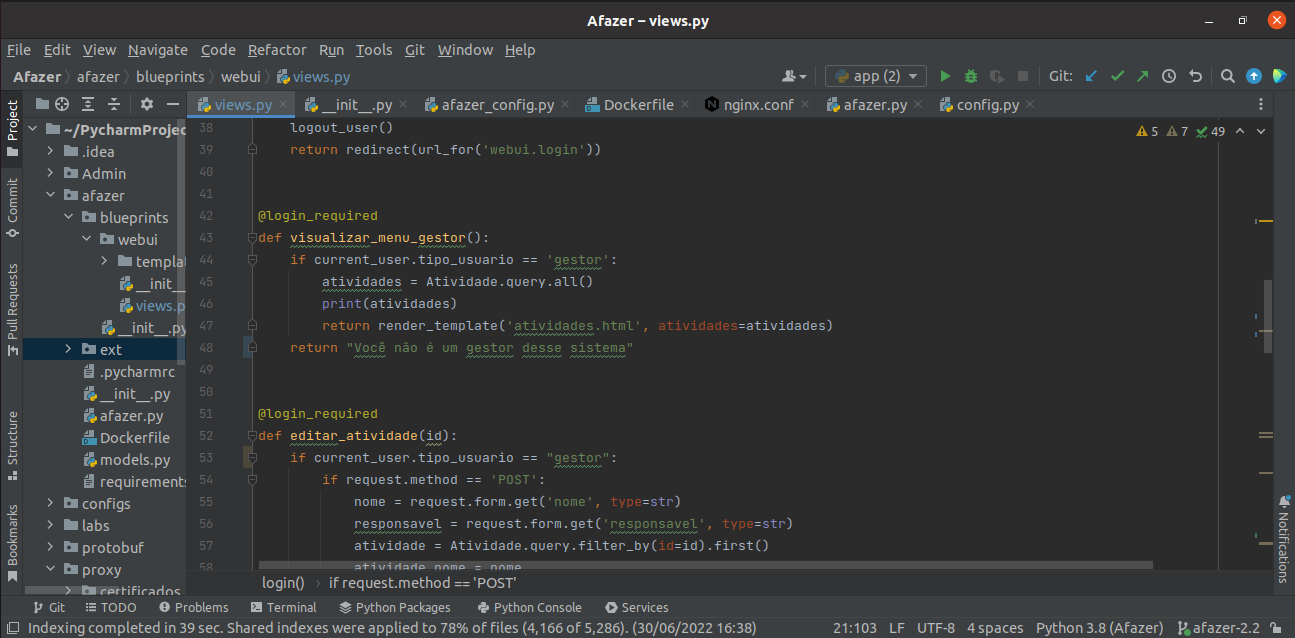 Afazer – views.py
File Edit View Navigate Code Refactor Run Tools Git Window Help
Afazer afazer blueprints webui views.py app (2) Git:
views.py __init__.py afazer_config.py Dockerfile nginx.conf afazer.py config.py
Project
Commit
Pull Requests
Structure
Bookmarks
~/PycharmProjec
.idea
Admin
afazer
blueprints
webui
templa
__init__
views.p
__init__.py
ext
.pycharmrc
__init__.py
afazer.py
Dockerfile
models.py
requirements
configs
labs
protobuf
proxy
certificados
5 7 49
38 logout_user()
39 return redirect(url_for('webui.login'))
40
41
42 @login_required
43 def visualizar_menu_gestor():
44 if current_user.tipo_usuario == 'gestor':
45 atividades = Atividade.query.all()
46 print(atividades)
47 return render_template('atividades.html', atividades=atividades)
48 return "Você não é um gestor desse sistema"
49
50
51 @login_required
52 def editar_atividade(id):
53 if current_user.tipo_usuario == "gestor":
54 if request.method == 'POST':
55 nome = request.form.get('nome', type=str)
56 responsavel = request.form.get('responsavel', type=str)
57 atividade = Atividade.query.filter_by(id=id).first()
58 atividade.nome = nome
login() if request.method == 'POST'
Notifications
Git TODO Problems Terminal Python Packages Python Console Services
Indexing completed in 39 sec. Shared indexes were applied to 78% of files (4,166 of 5,286). (30/06/2022 16:38) 21:103 LF UTF-8 4 spaces Python 3.8 (Afazer) afazer-2.2